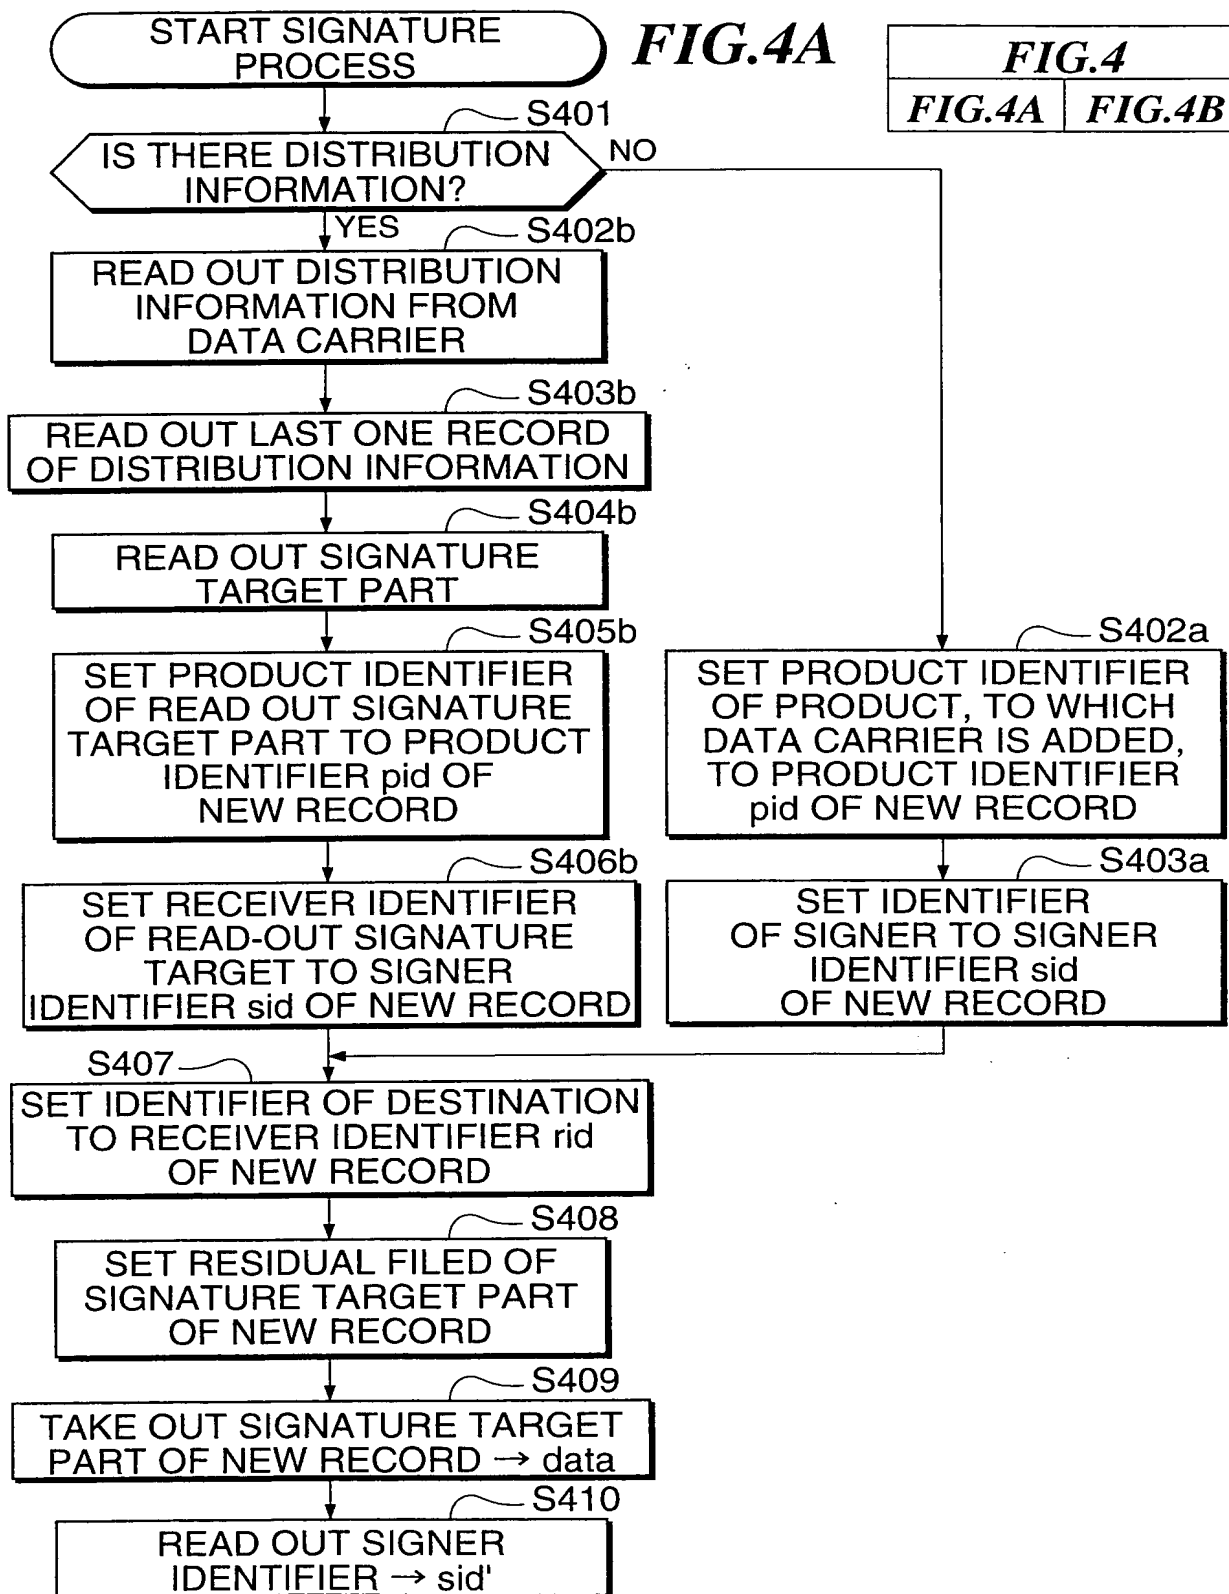 START SIGNATURE
PROCESS
FIG.4A
FIG.4
FIG.4A FIG.4B
S401
IS THERE DISTRIBUTION
INFORMATION?
NO
YES
S402b
READ OUT DISTRIBUTION
INFORMATION FROM
DATA CARRIER
S403b
READ OUT LAST ONE RECORD
OF DISTRIBUTION INFORMATION
S404b
READ OUT SIGNATURE
TARGET PART
S405b
SET PRODUCT IDENTIFIER
OF READ OUT SIGNATURE
TARGET PART TO PRODUCT
IDENTIFIER pid OF
NEW RECORD
S402a
SET PRODUCT IDENTIFIER
OF PRODUCT, TO WHICH
DATA CARRIER IS ADDED,
TO PRODUCT IDENTIFIER
pid OF NEW RECORD
S406b
SET RECEIVER IDENTIFIER
OF READ-OUT SIGNATURE
TARGET TO SIGNER
IDENTIFIER sid OF NEW RECORD
S403a
SET IDENTIFIER
OF SIGNER TO SIGNER
IDENTIFIER sid
OF NEW RECORD
S407
SET IDENTIFIER OF DESTINATION
TO RECEIVER IDENTIFIER rid
OF NEW RECORD
S408
SET RESIDUAL FILED OF
SIGNATURE TARGET PART
OF NEW RECORD
S409
TAKE OUT SIGNATURE TARGET
PART OF NEW RECORD → data
S410
READ OUT SIGNER
IDENTIFIER → sid'